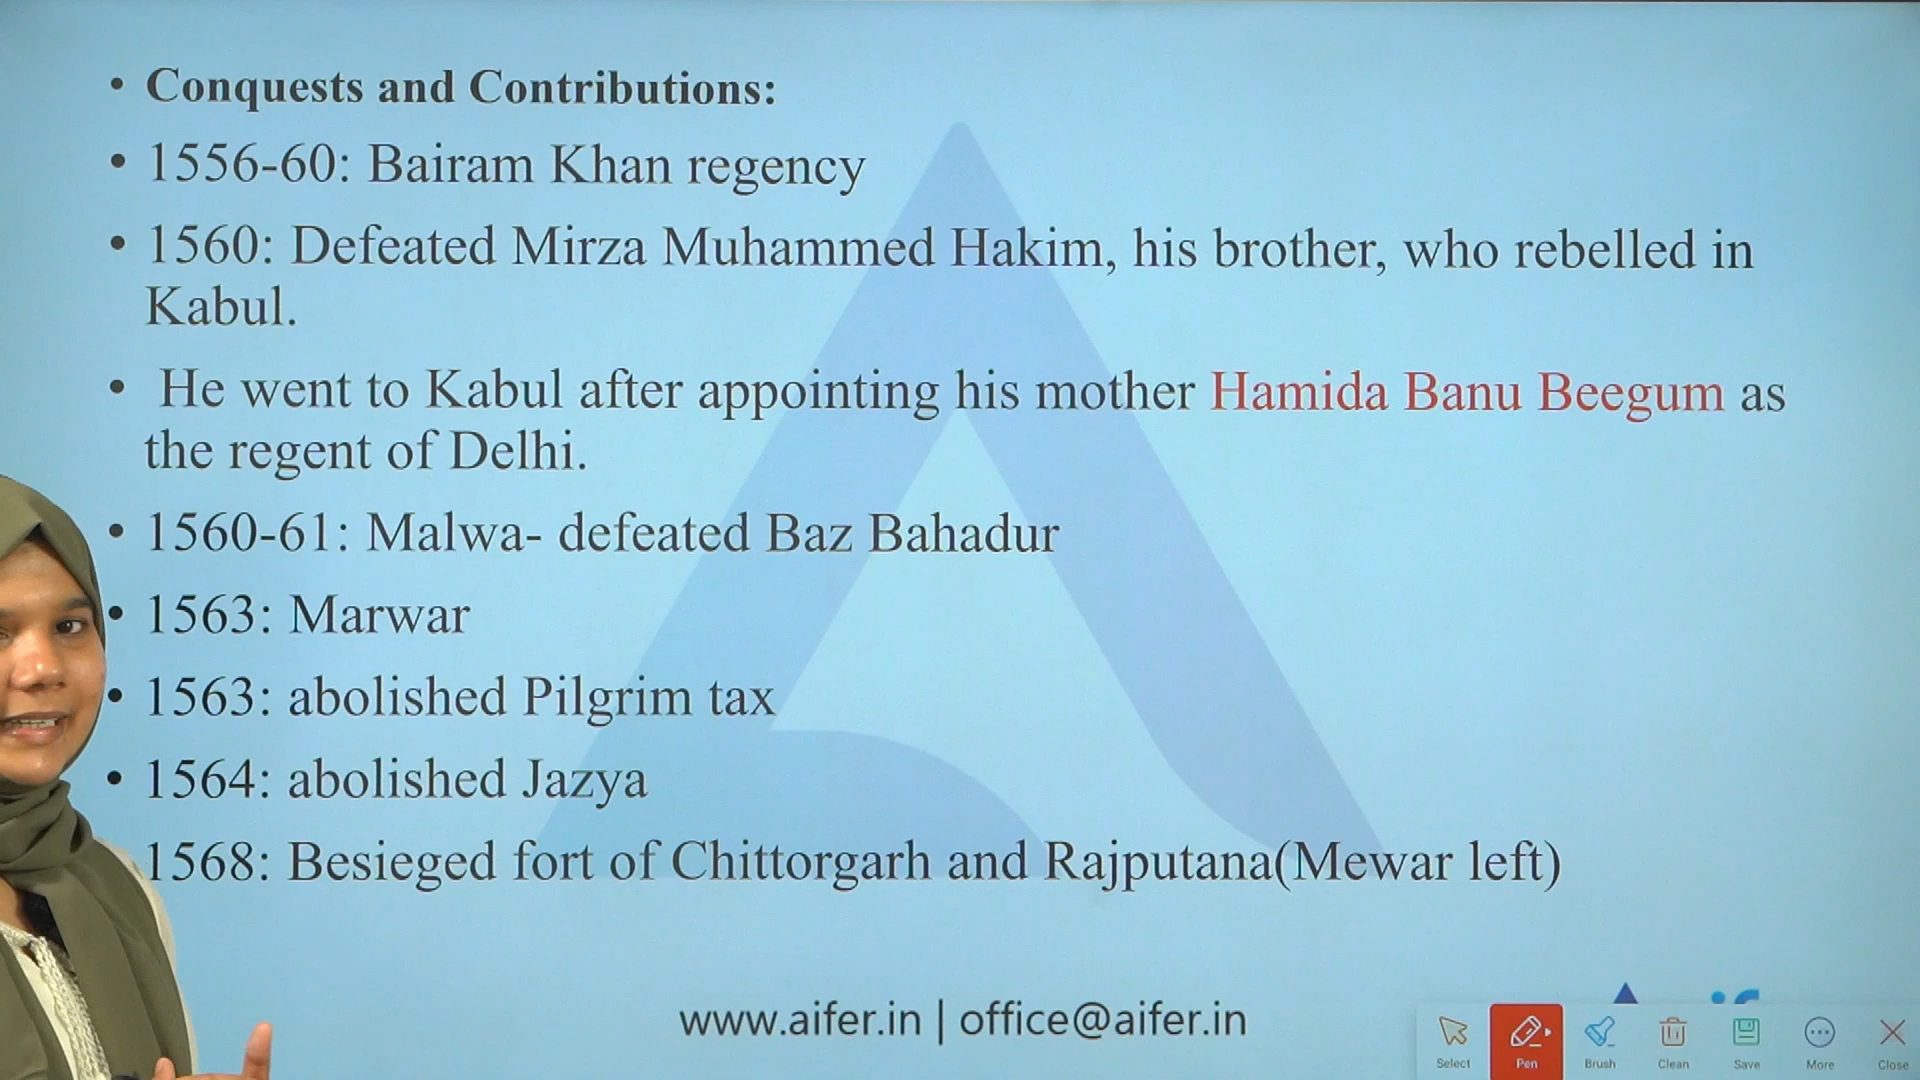 • Conquests and Contributions:
• 1556-60: Bairam Khan regency
• 1560: Defeated Mirza Muhammed Hakim, his brother, who rebelled in
Kabul.
• He went to Kabul after appointing his mother Hamida Banu Beegum as
the regent of Delhi.
• 1560-61: Malwa- defeated Baz Bahadur
• 1563: Marwar
• 1563: abolished Pilgrim tax
• 1564: abolished Jazya
1568: Besieged fort of Chittorgarh and Rajputana(Mewar left)
www.aifer.in | office@aifer.in
Select Pen Brush Clean Save More Close